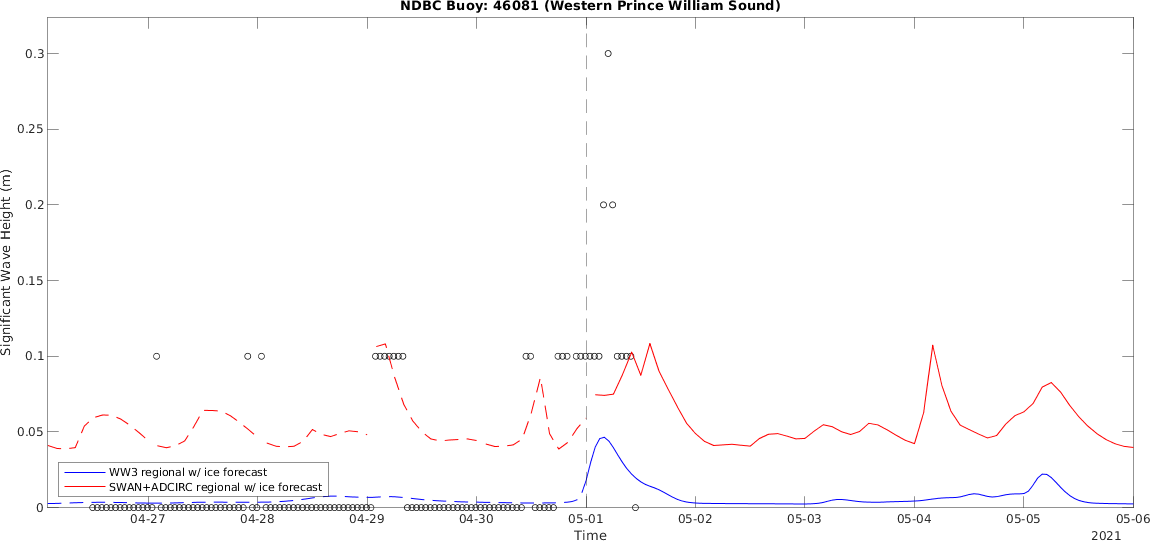 NDBC Buoy: 46081 (Western Prince William Sound)
0.3
0.25
0.2
0.15
0.1
0.05
0
Significant Wave Height (m)
WW3 regional w/ ice forecast
SWAN+ADCIRC regional w/ ice forecast
04-27 04-28 04-29 04-30 05-01 05-02 05-03 05-04 05-05 05-06
Time
2021